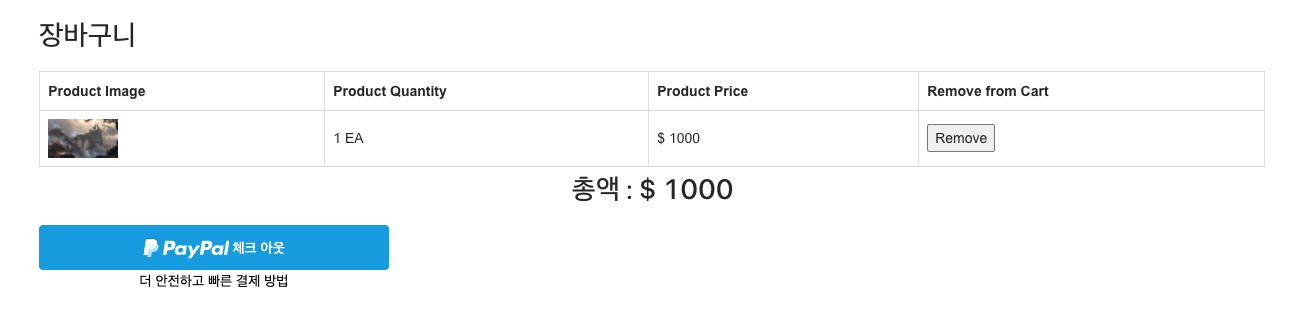 장바구니
Product Image Product Quantity Product Price Remove from Cart
1 EA $ 1000 Remove
총액 : $ 1000
PayPal 체크 아웃
더 안전하고 빠른 결제 방법